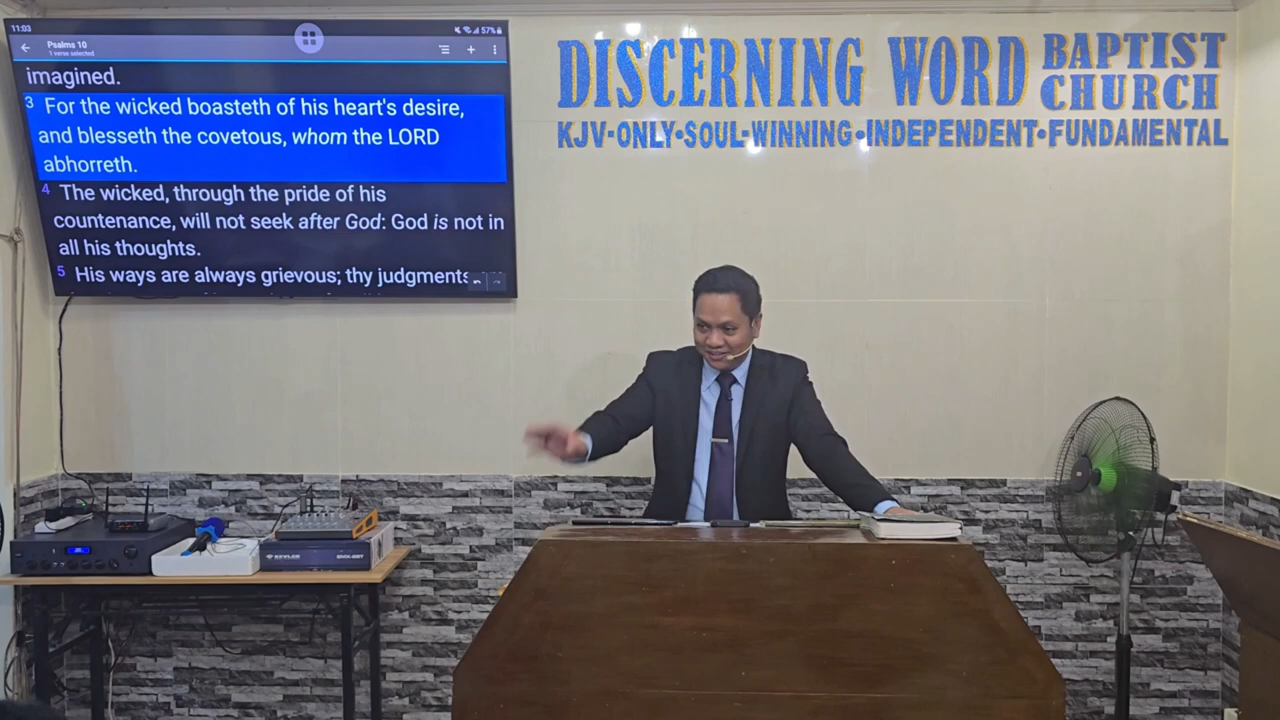 11:03
57%
Psalms 10
1 verse selected
imagined.
3 For the wicked boasteth of his heart's desire,
and blesseth the covetous, whom the LORD
abhorreth.
4 The wicked, through the pride of his
countenance, will not seek after God: God is not in
all his thoughts.
5 His ways are always grievous; thy judgments
DISCERNING WORD BAPTIST
CHURCH
KJV-ONLY•SOUL-WINNING•INDEPENDENT•FUNDAMENTAL